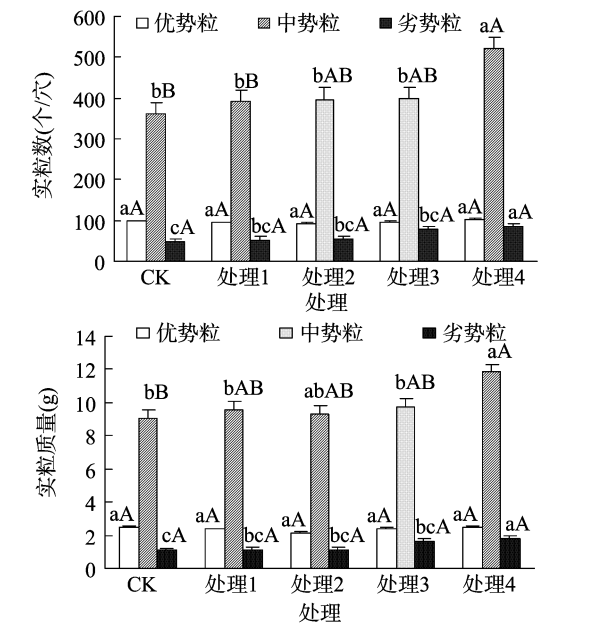 600
500
400
300
200
100
0
实粒数(个/穴)
优势粒 中势粒 劣势粒
aA bB cA
aA bB bcA
aA bAB bcA
aA bAB bcA
aA aA aA
CK 处理1 处理2 处理3 处理4
处理
14
12
10
8
6
4
2
0
实粒质量(g)
优势粒 中势粒 劣势粒
aA bB cA
aA bAB bcA
aA abAB bcA
aA bAB bcA
aA aA aA
CK 处理1 处理2 处理3 处理4
处理